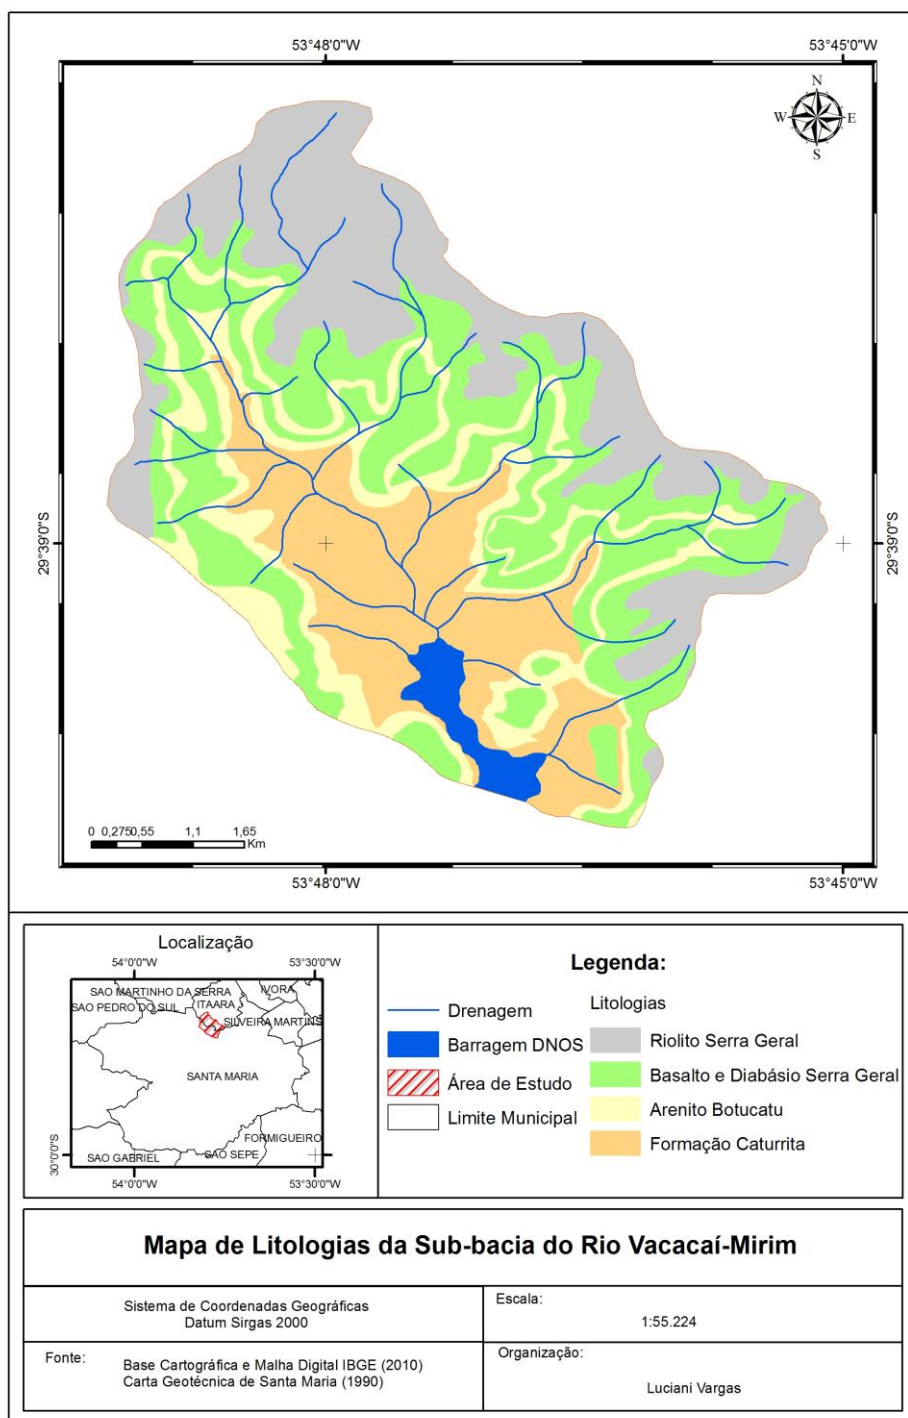 53°48'0"W 53°45'0"W
N
W E
S
29°39'0"S 29°39'0"S
0 0,275 0,55 1,1 1,65
Km
53°48'0"W 53°45'0"W
Localização
54°0'0"W 53°30'0"W
SAO MARTINHO DA SERRA IVORA
SAO PEDRO DO SUL ITAARA
SILVEIRA MARTINS
SANTA MARIA
FORMIGUEIRO
SAO GABRIEL SAO SEPE
30°0'0"S
54°0'0"W 53°30'0"W
Legenda:
Drenagem
Barragem DNOS
Área de Estudo
Limite Municipal
Litologias
Riolito Serra Geral
Basalto e Diabásio Serra Geral
Arenito Botucatu
Formação Caturrita
Mapa de Litologias da Sub-bacia do Rio Vacacaí-Mirim
Sistema de Coordenadas Geográficas
Datum Sirgas 2000
Escala:
1:55.224
Fonte:
Base Cartográfica e Malha Digital IBGE (2010)
Carta Geotécnica de Santa Maria (1990)
Organização:
Luciani Vargas